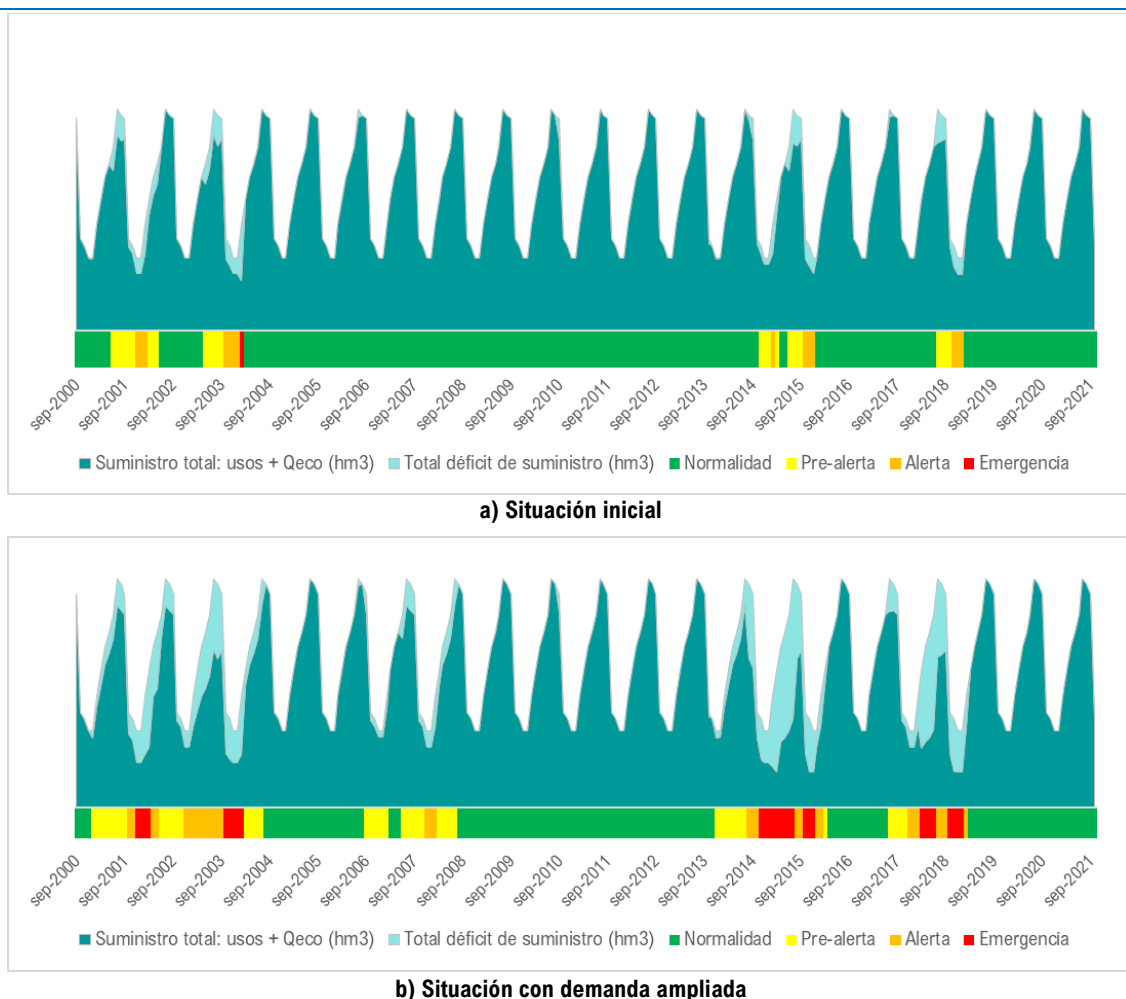 sep-2000 sep-2001 sep-2002 sep-2003 sep-2004 sep-2005 sep-2006 sep-2007 sep-2008 sep-2009 sep-2010 sep-2011 sep-2012 sep-2013 sep-2014 sep-2015 sep-2016 sep-2017 sep-2018 sep-2019 sep-2020 sep-2021
Suministro total: usos + Qeco (hm3) Total déficit de suministro (hm3) Normalidad Pre-alerta Alerta Emergencia
a) Situación inicial
sep-2000 sep-2001 sep-2002 sep-2003 sep-2004 sep-2005 sep-2006 sep-2007 sep-2008 sep-2009 sep-2010 sep-2011 sep-2012 sep-2013 sep-2014 sep-2015 sep-2016 sep-2017 sep-2018 sep-2019 sep-2020 sep-2021
Suministro total: usos + Qeco (hm3) Total déficit de suministro (hm3) Normalidad Pre-alerta Alerta Emergencia
b) Situación con demanda ampliada